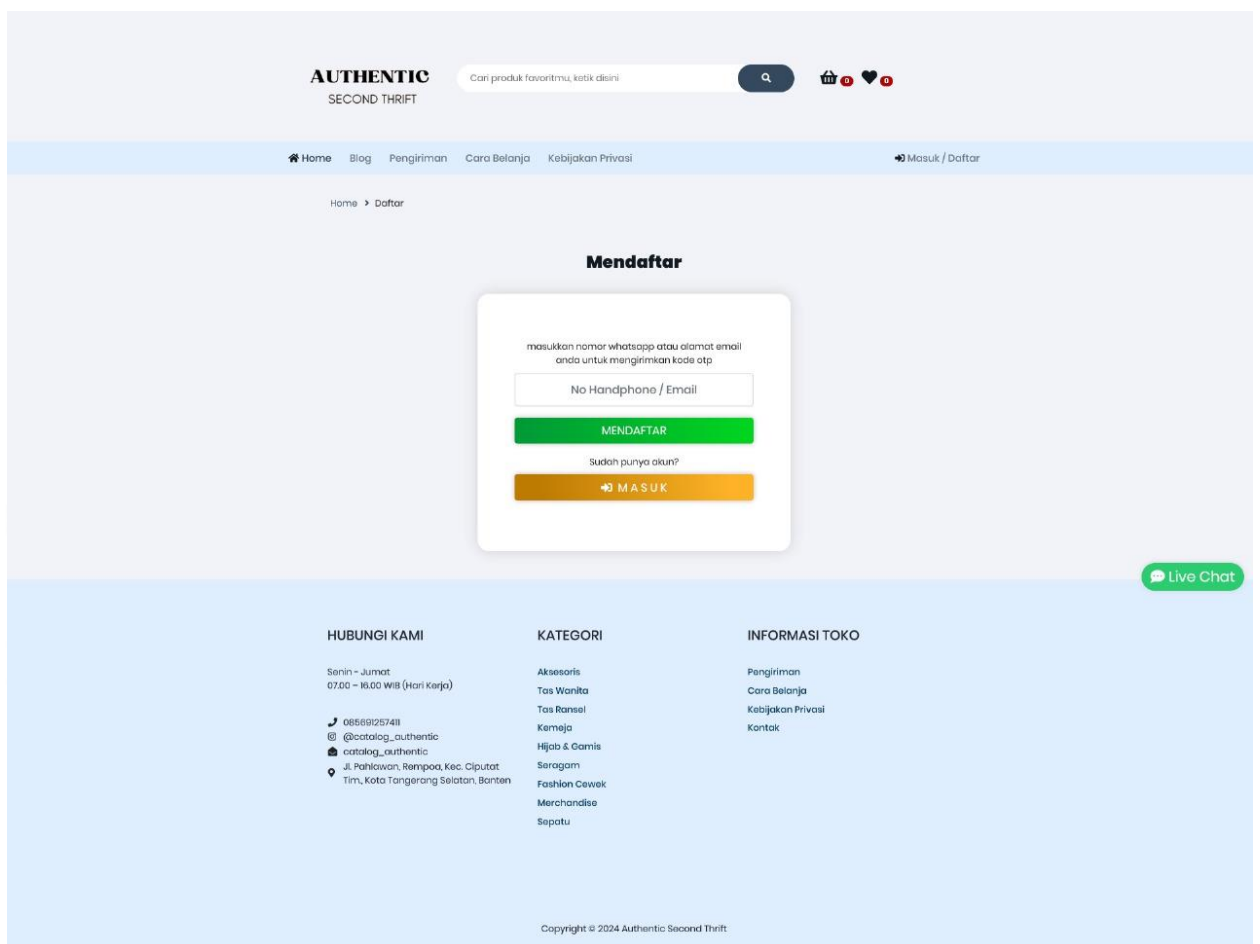 AUTHENTIC
SECOND THRIFT
Cari produk favoritmu, ketik disini
0
0
Home Blog Pengiriman Cara Belanja Kebijakan Privasi Masuk / Daftar
Home > Daftar
Mendaftar
masukkan nomor whatsapp atau alamat email
anda untuk mengirimkan kode otp
No Handphone / Email
MENDAFTAR
Sudah punya akun?
MASUK
Live Chat
HUBUNGI KAMI
Senin - Jumat
07.00 – 16.00 WIB (Hari Kerja)
085691257411
@catalog_authentic
catalog_authentic
Jl. Pahlawan, Rempoa, Kec. Ciputat
Tim., Kota Tangerang Selatan, Banten
KATEGORI
Aksesoris
Tas Wanita
Tas Ransel
Kemeja
Hijab & Gamis
Seragam
Fashion Cewek
Merchandise
Sepatu
INFORMASI TOKO
Pengiriman
Cara Belanja
Kebijakan Privasi
Kontak
Copyright © 2024 Authentic Second Thrift